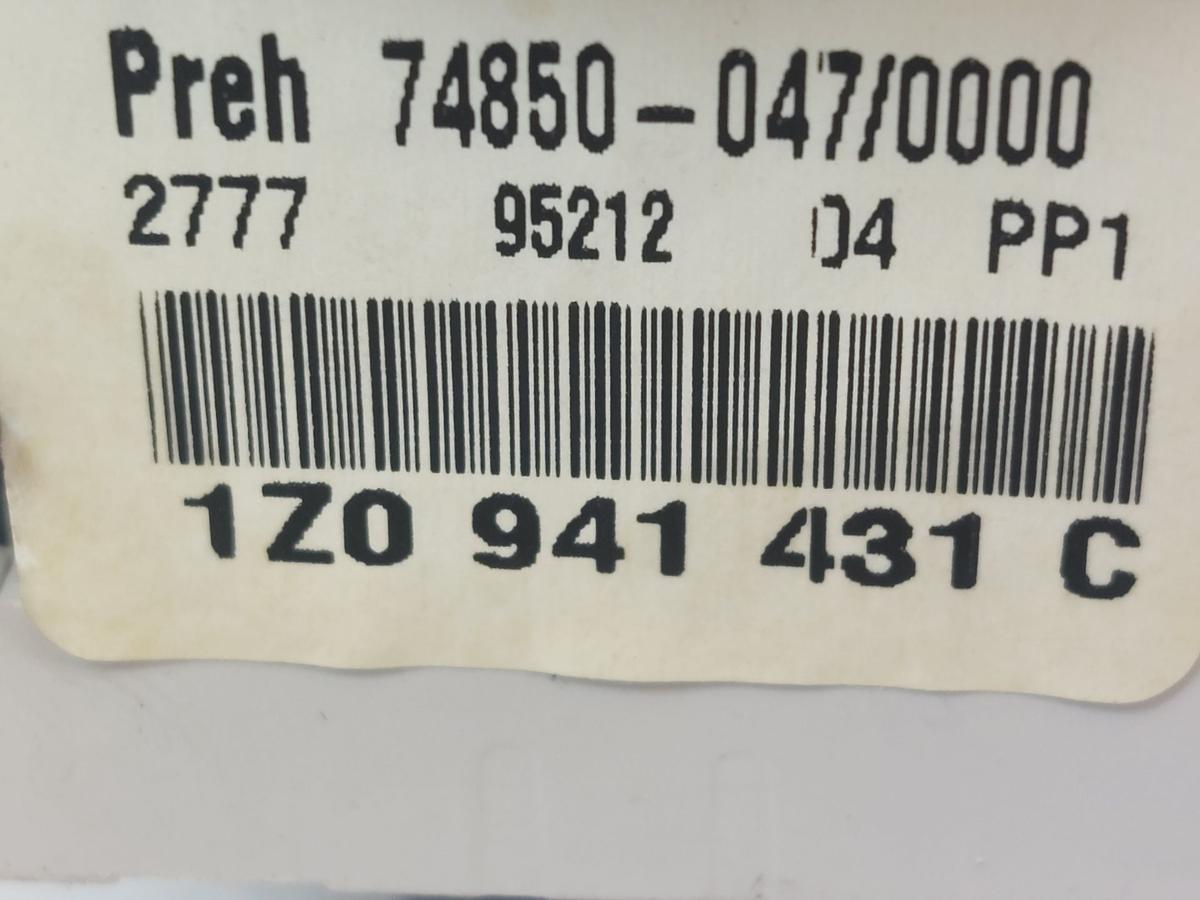 Preh 74850-047/0000
2777 95212 04 PP1
1Z0 941 431 C